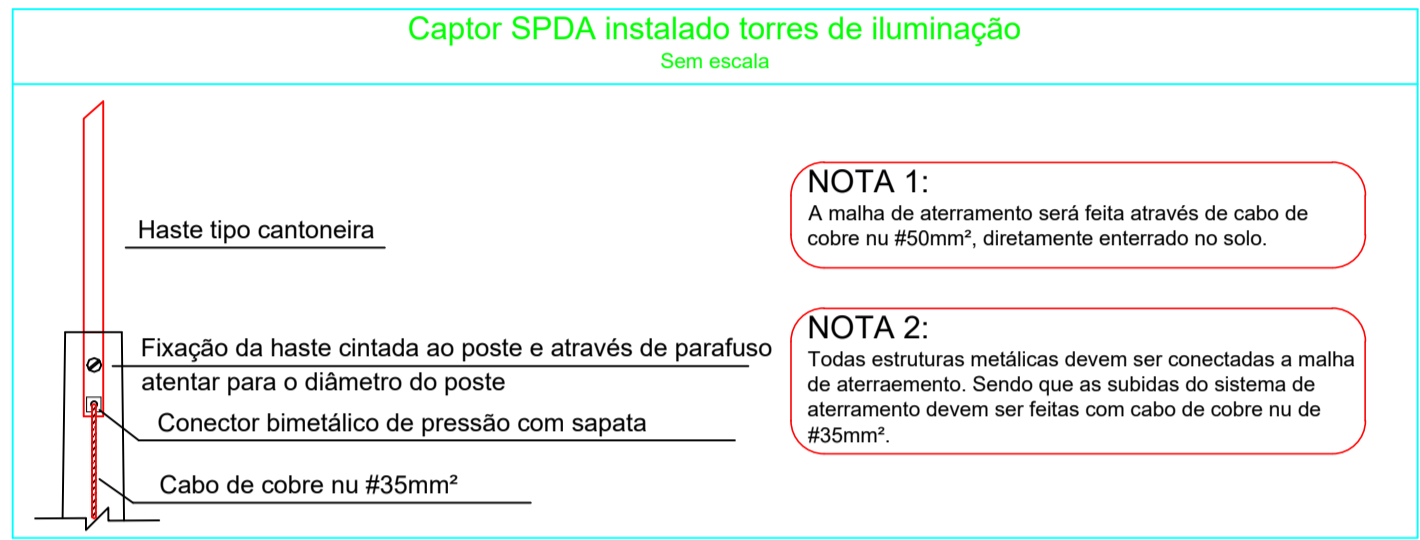 Captor SPDA instalado torres de iluminação
Sem escala
Haste tipo cantoneira
Fixação da haste cintada ao poste e através de parafuso
atentar para o diâmetro do poste
Conector bimetálico de pressão com sapata
Cabo de cobre nu #35mm²
NOTA 1:
A malha de aterramento será feita através de cabo de
cobre nu #50mm², diretamente enterrado no solo.
NOTA 2:
Todas estruturas metálicas devem ser conectadas a malha
de aterraemento. Sendo que as subidas do sistema de
aterramento devem ser feitas com cabo de cobre nu de
#35mm².